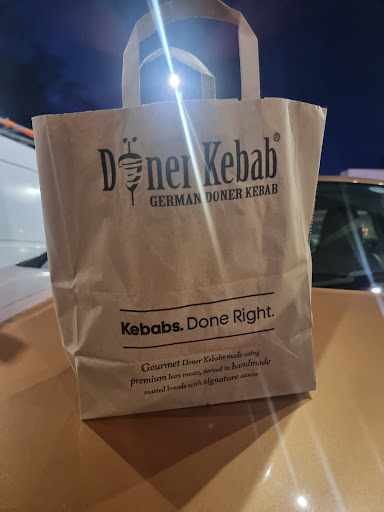 Döner Kebab®
GERMAN DONER KEBAB
Kebabs. Done Right.
Gourmet Doner Kebabs made using
premium lean meats, served in handmade
toasted breads with signature sauces